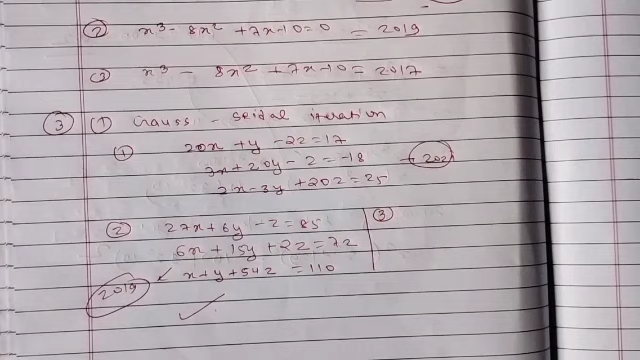 ② x³ - 8x² + 7x - 10 = 0 = 2019
③ x³ - 8x² + 7x - 10 = 2017
③ ① Gauss - Seidal iteration
① 20x + y - 2z = 17
3x + 20y - z = -18 → 2021
2x - 3y + 20z = 25
② 27x + 6y - z = 85 ③
6x + 15y + 2z = 72
2019 x + y + 54z = 110